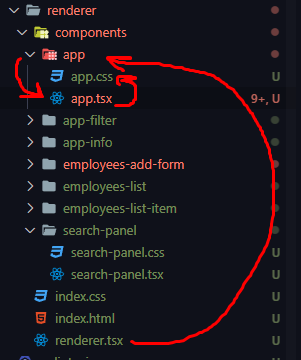 renderer
components
app
app.css U
app.tsx 9+, U
app-filter
app-info
employees-add-form
employees-list
employees-list-item
search-panel
search-panel.css U
search-panel.tsx U
index.css U
index.html U
renderer.tsx U